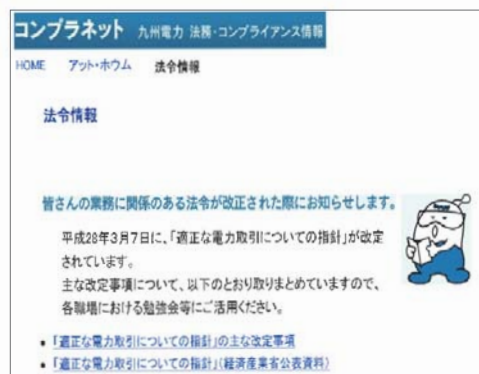 コンプラネット 九州電力 法務・コンプライアンス情報
HOME アット・ホウム 法令情報
法令情報
皆さんの業務に関係のある法令が改正された際にお知らせします。
平成28年3月7日に、「適正な電力取引についての指針」が改定
されています。
主な改定事項について、以下のとおり取りまとめていますので、
各職場における勉強会等にご活用ください。
• 「適正な電力取引についての指針」の主な改定事項
• 「適正な電力取引についての指針」(経済産業省公表資料)